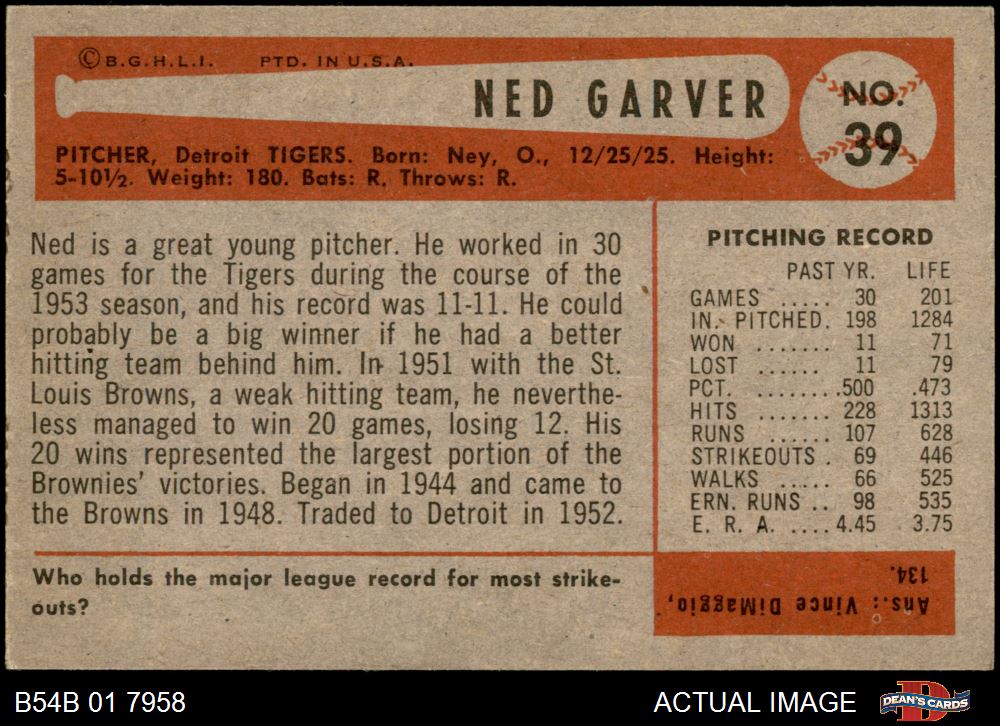 © B.G.H.L.I. PTD. IN U.S.A.
NED GARVER
NO.
39
PITCHER, Detroit TIGERS. Born: Ney, O., 12/25/25. Height:
5-10½. Weight: 180. Bats: R. Throws: R.
Ned is a great young pitcher. He worked in 30
games for the Tigers during the course of the
1953 season, and his record was 11-11. He could
probably be a big winner if he had a better
hitting team behind him. In 1951 with the St.
Louis Browns, a weak hitting team, he neverthe-
less managed to win 20 games, losing 12. His
20 wins represented the largest portion of the
Brownies' victories. Began in 1944 and came to
the Browns in 1948. Traded to Detroit in 1952.
PITCHING RECORD
PAST YR. LIFE
GAMES ..... 30 201
IN. PITCHED. 198 1284
WON ....... 11 71
LOST ...... 11 79
PCT. ........500 .473
HITS ....... 228 1313
RUNS ...... 107 628
STRIKEOUTS . 69 446
WALKS ..... 66 525
ERN. RUNS .. 98 535
E. R. A. ....4.45 3.75
Who holds the major league record for most strike-
outs?
Ans.: Vince DiMaggio,
134.
B54B 01 7958
ACTUAL IMAGE
D
DEAN'S CARDS